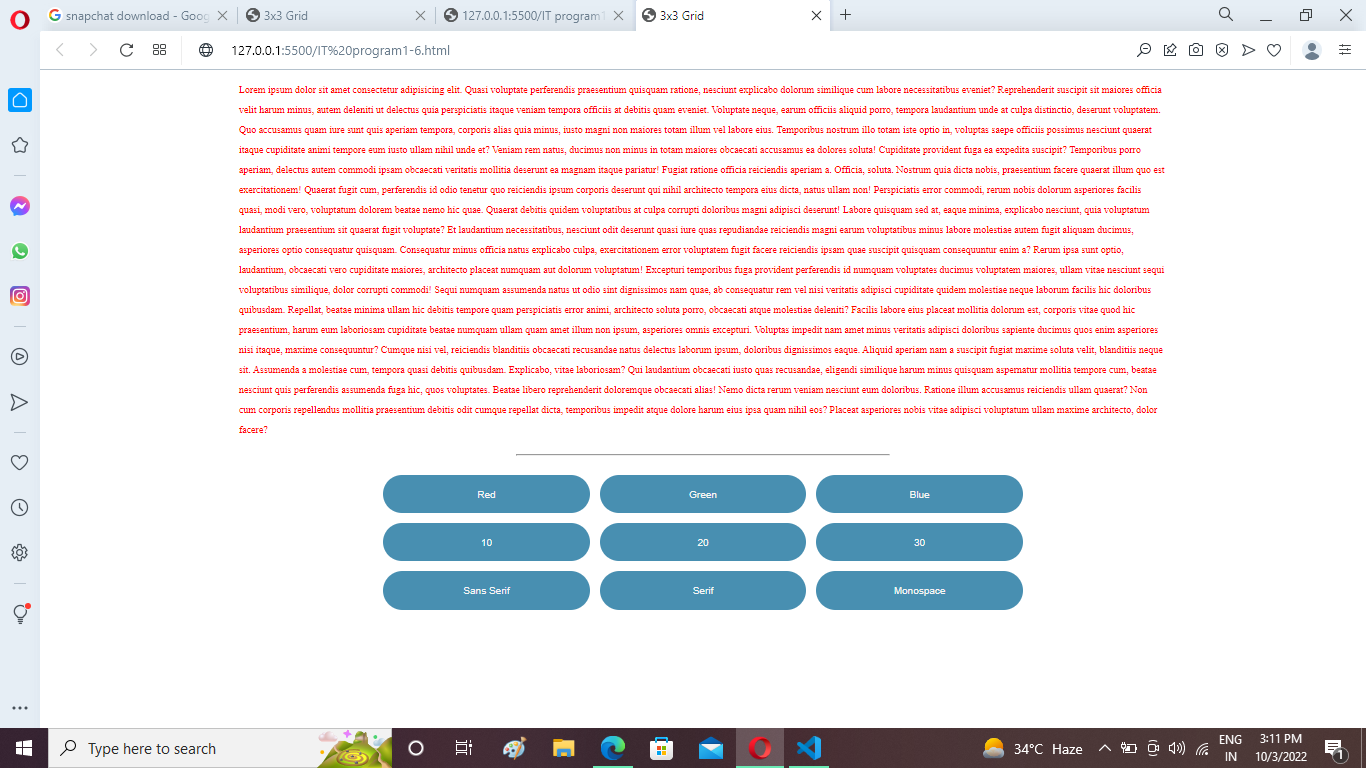 snapchat download - Goog
3x3 Grid
127.0.0.1:5500/IT program1
3x3 Grid
127.0.0.1:5500/IT%20program1-6.html
Lorem ipsum dolor sit amet consectetur adipisicing elit. Quasi voluptate perferendis praesentium quisquam ratione, nesciunt explicabo dolorum similique cum labore necessitatibus eveniet? Reprehenderit suscipit sit maiores officia
velit harum minus, autem deleniti ut delectus quia perspiciatis itaque veniam tempora officiis at debitis quam eveniet. Voluptate neque, earum officiis aliquid porro, tempora laudantium unde at culpa distinctio, deserunt voluptatem.
Quo accusamus quam iure sunt quis aperiam tempora, corporis alias quia minus, iusto magni non maiores totam illum vel labore eius. Temporibus nostrum illo totam iste optio in, voluptas saepe officiis possimus nesciunt quaerat
itaque cupiditate animi tempore eum iusto ullam nihil unde et? Veniam rem natus, ducimus non minus in totam maiores obcaecati accusamus ea dolores soluta! Cupiditate provident fuga ea expedita suscipit? Temporibus porro
aperiam, delectus autem commodi ipsam obcaecati veritatis mollitia deserunt ea magnam itaque pariatur! Fugiat ratione officia reiciendis aperiam a. Officia, soluta. Nostrum quia dicta nobis, praesentium facere quaerat illum quo est
exercitationem! Quaerat fugit cum, perferendis id odio tenetur quo reiciendis ipsum corporis deserunt qui nihil architecto tempora eius dicta, natus ullam non! Perspiciatis error commodi, rerum nobis dolorum asperiores facilis
quasi, modi vero, voluptatum dolorem beatae nemo hic quae. Quaerat debitis quidem voluptatibus at culpa corrupti doloribus magni adipisci deserunt! Labore quisquam sed at, eaque minima, explicabo nesciunt, quia voluptatum
laudantium praesentium sit quaerat fugit voluptate? Et laudantium necessitatibus, nesciunt odit deserunt quasi iure quas repudiandae reiciendis magni earum voluptatibus minus labore molestiae autem fugit aliquam ducimus,
asperiores optio consequatur quisquam. Consequatur minus officia natus explicabo culpa, exercitationem error voluptatem fugit facere reiciendis ipsam quae suscipit quisquam consequuntur enim a? Rerum ipsa sunt optio,
laudantium, obcaecati vero cupiditate maiores, architecto placeat numquam aut dolorum voluptatum! Excepturi temporibus fuga provident perferendis id numquam voluptates ducimus voluptatem maiores, ullam vitae nesciunt sequi
voluptatibus similique, dolor corrupti commodi! Sequi numquam assumenda natus ut odio sint dignissimos nam quae, ab consequatur rem vel nisi veritatis adipisci cupiditate quidem molestiae neque laborum facilis hic doloribus
quibusdam. Repellat, beatae minima ullam hic debitis tempore quam perspiciatis error animi, architecto soluta porro, obcaecati atque molestiae deleniti? Facilis labore eius placeat mollitia dolorum est, corporis vitae quod hic
praesentium, harum eum laboriosam cupiditate beatae numquam ullam quam amet illum non ipsum, asperiores omnis excepturi. Voluptas impedit nam amet minus veritatis adipisci doloribus sapiente ducimus quos enim asperiores
nisi itaque, maxime consequuntur? Cumque nisi vel, reiciendis blanditiis obcaecati recusandae natus delectus laborum ipsum, doloribus dignissimos eaque. Aliquid aperiam nam a suscipit fugiat maxime soluta velit, blanditiis neque
sit. Assumenda a molestiae cum, tempora quasi debitis quibusdam. Explicabo, vitae laboriosam? Qui laudantium obcaecati iusto quas recusandae, eligendi similique harum minus quisquam aspernatur mollitia tempore cum, beatae
nesciunt quis perferendis assumenda fuga hic, quos voluptates. Beatae libero reprehenderit doloremque obcaecati alias! Nemo dicta rerum veniam nesciunt eum doloribus. Ratione illum accusamus reiciendis ullam quaerat? Non
cum corporis repellendus mollitia praesentium debitis odit cumque repellat dicta, temporibus impedit atque dolore harum eius ipsa quam nihil eos? Placeat asperiores nobis vitae adipisci voluptatum ullam maxime architecto, dolor
facere?
Red
Green
Blue
10
20
30
Sans Serif
Serif
Monospace
Type here to search
34°C Haze
ENG
IN
3:11 PM
10/3/2022
1